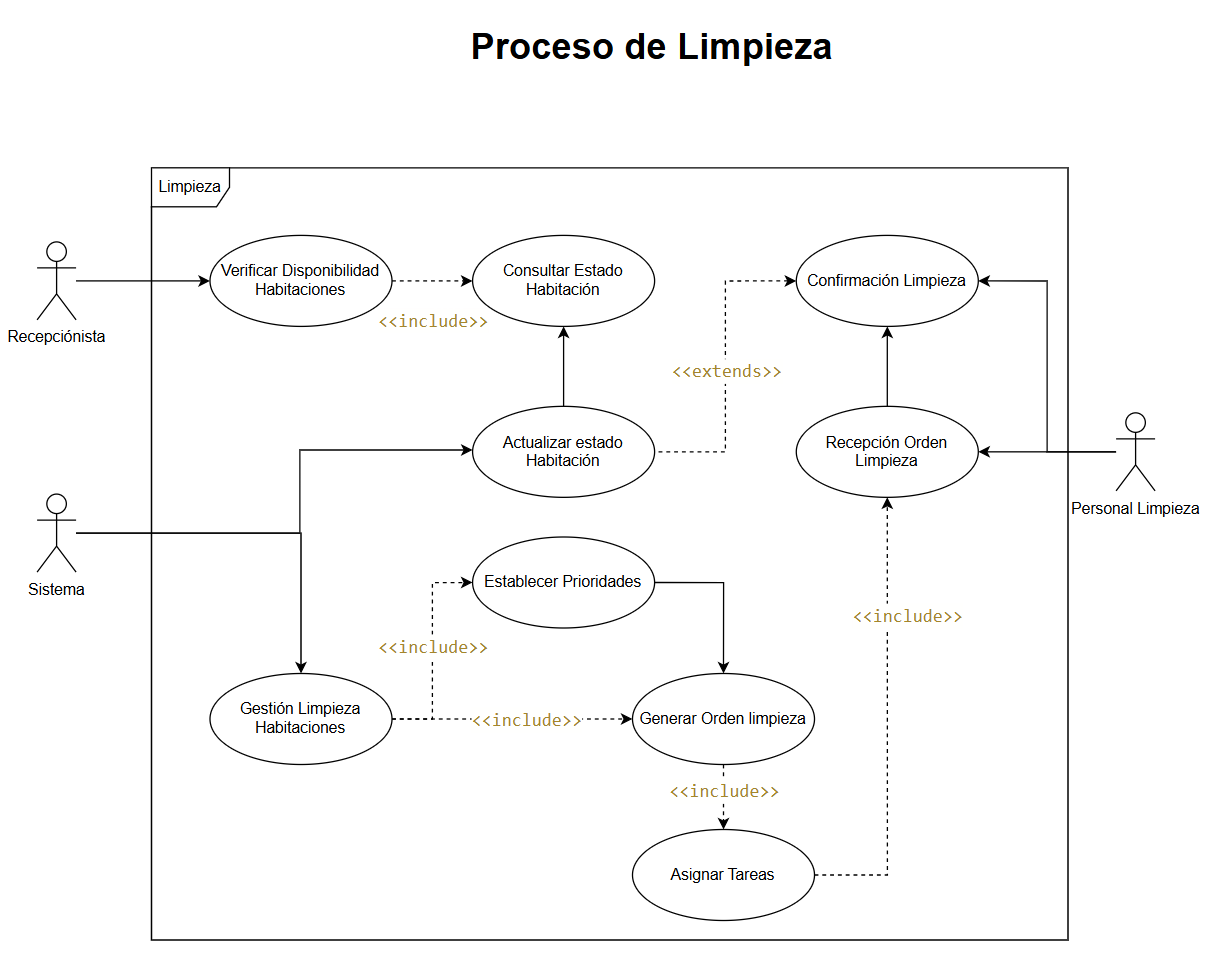 Proceso de Limpieza
Limpieza
Verificar Disponibilidad
Habitaciones
Consultar Estado
Habitación
Confirmación Limpieza
<<include>>
Recepciónista
<<extends>>
Actualizar estado
Habitación
Recepción Orden
Limpieza
Personal Limpieza
Sistema
Establecer Prioridades
<<include>>
<<include>>
Gestión Limpieza
Habitaciones
<<include>>
Generar Orden limpieza
<<include>>
Asignar Tareas